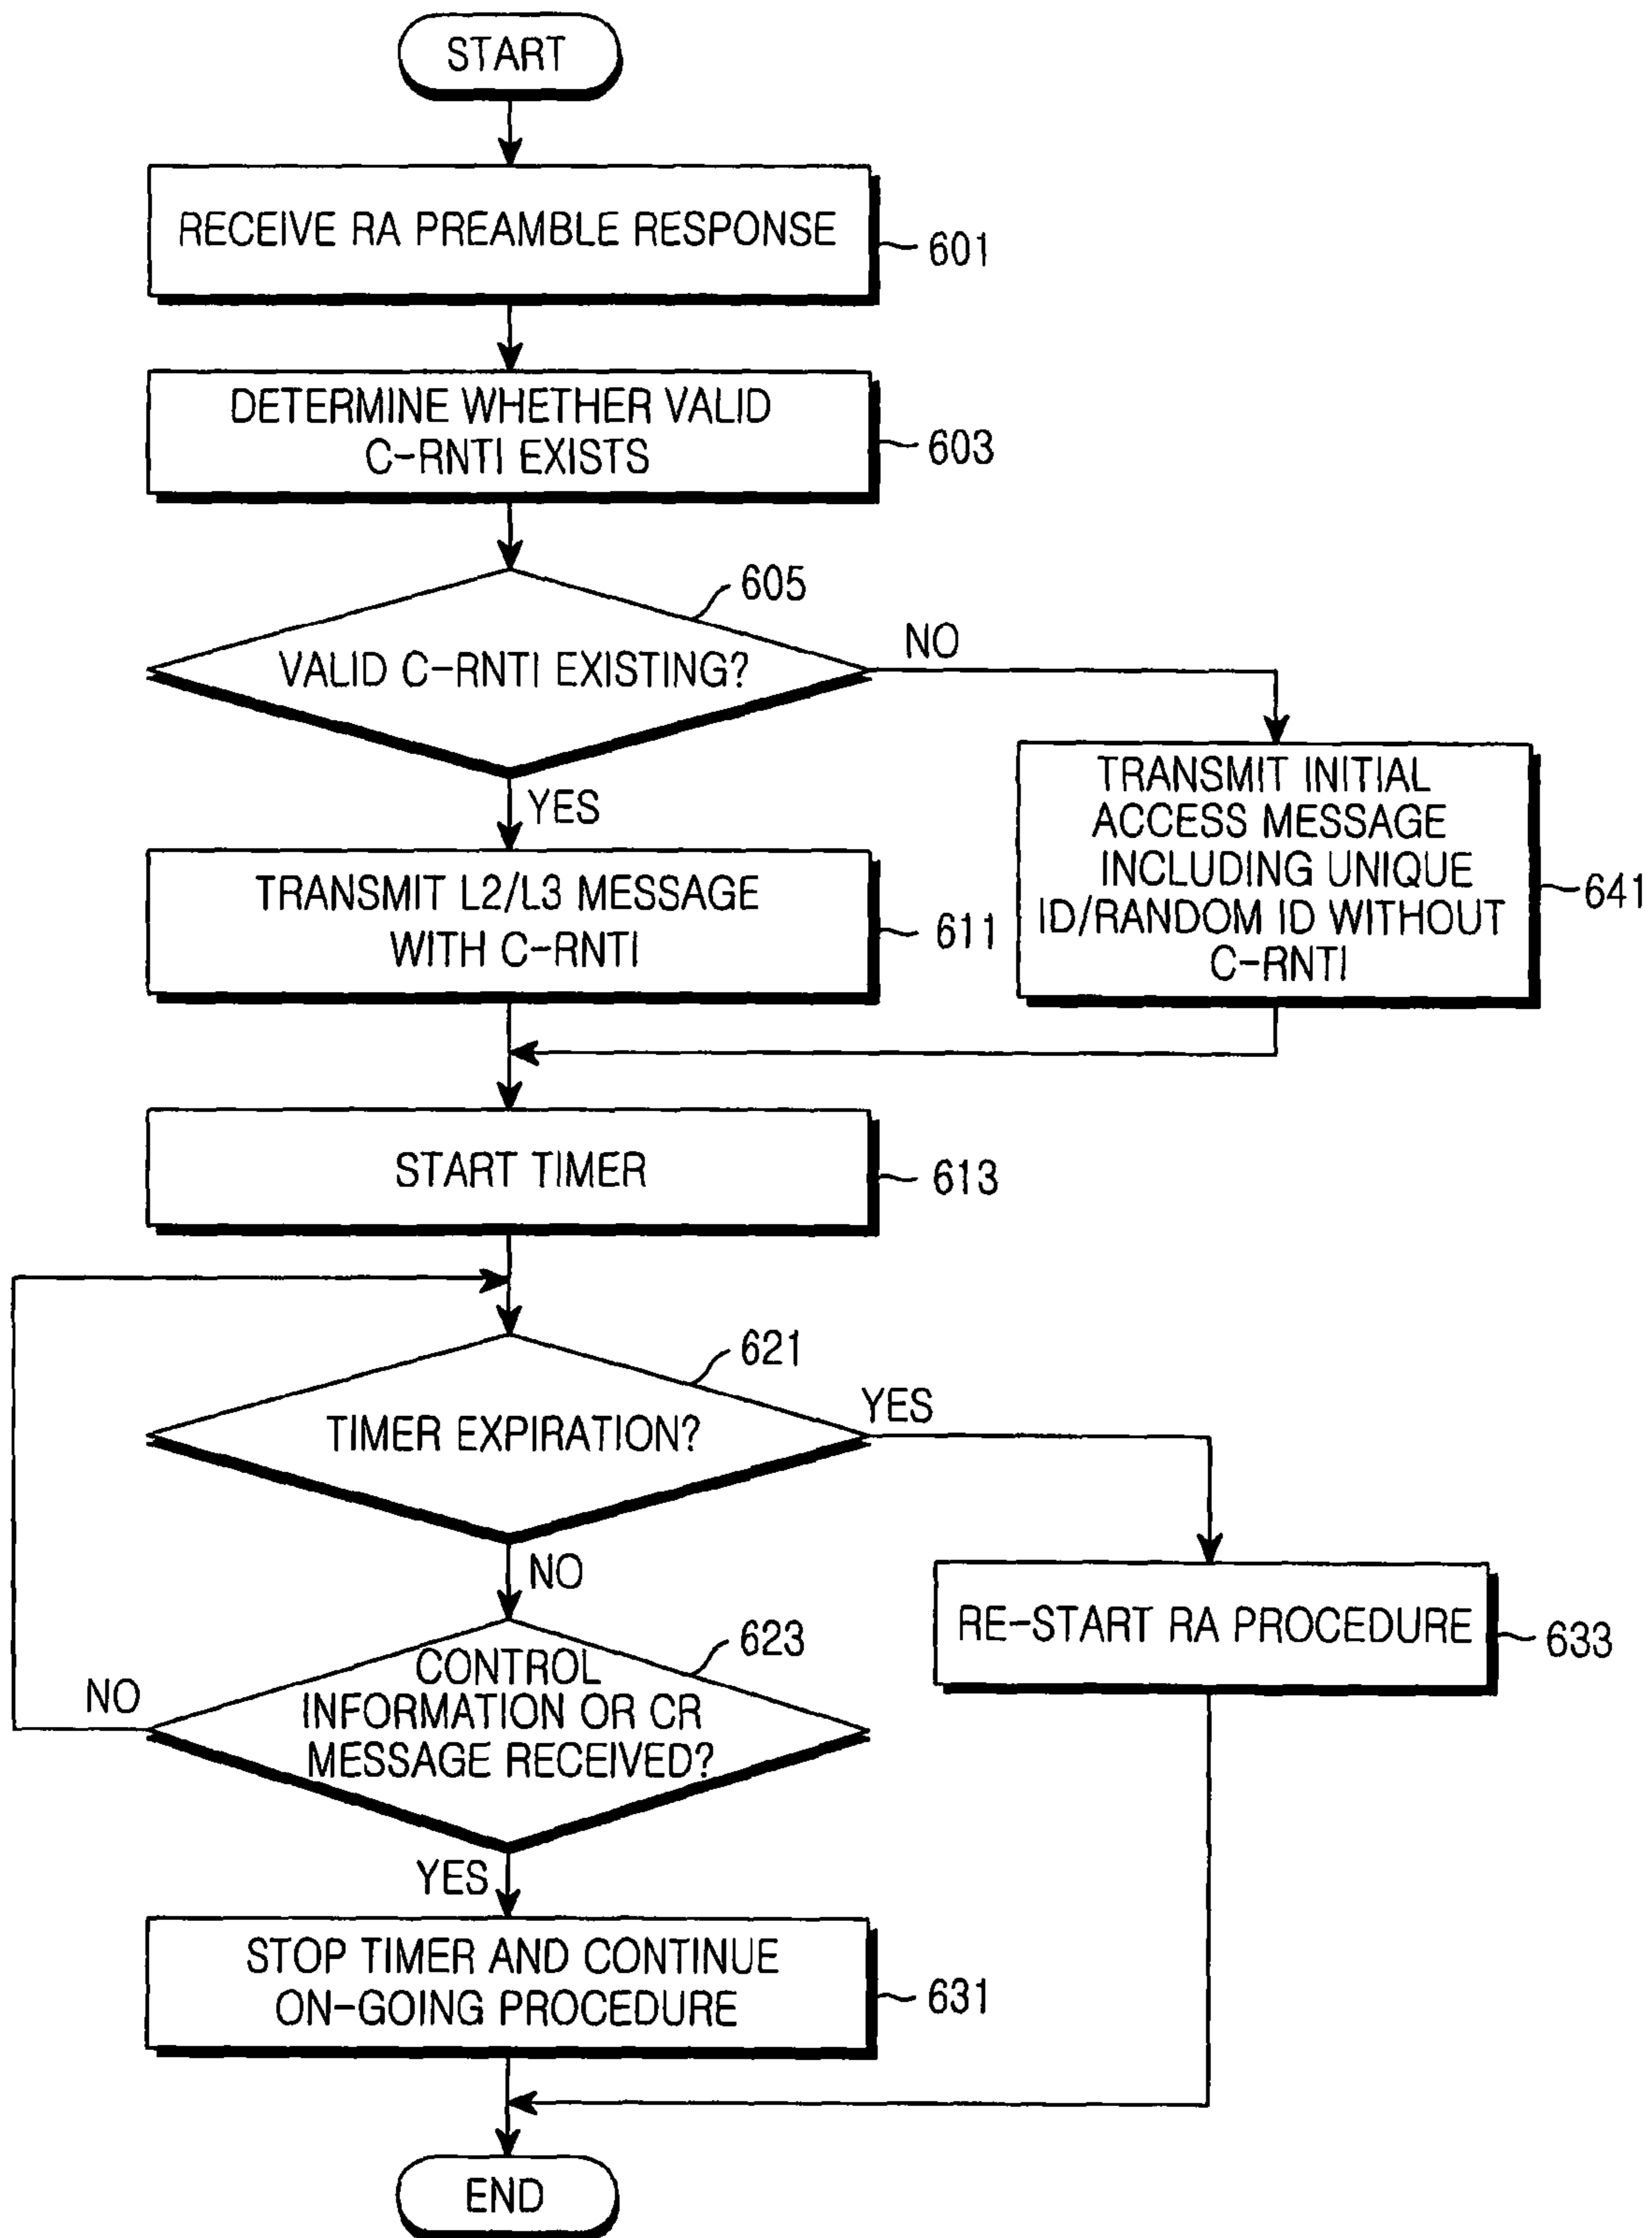 START
RECEIVE RA PREAMBLE RESPONSE
601
DETERMINE WHETHER VALID
C-RNTI EXISTS
603
605
VALID C-RNTI EXISTING?
NO
YES
TRANSMIT L2/L3 MESSAGE
WITH C-RNTI
611
TRANSMIT INITIAL
ACCESS MESSAGE
INCLUDING UNIQUE
ID/RANDOM ID WITHOUT
C-RNTI
641
START TIMER
613
621
TIMER EXPIRATION?
YES
NO
623
CONTROL
INFORMATION OR CR
MESSAGE RECEIVED?
NO
YES
RE-START RA PROCEDURE
633
STOP TIMER AND CONTINUE
ON-GOING PROCEDURE
631
END